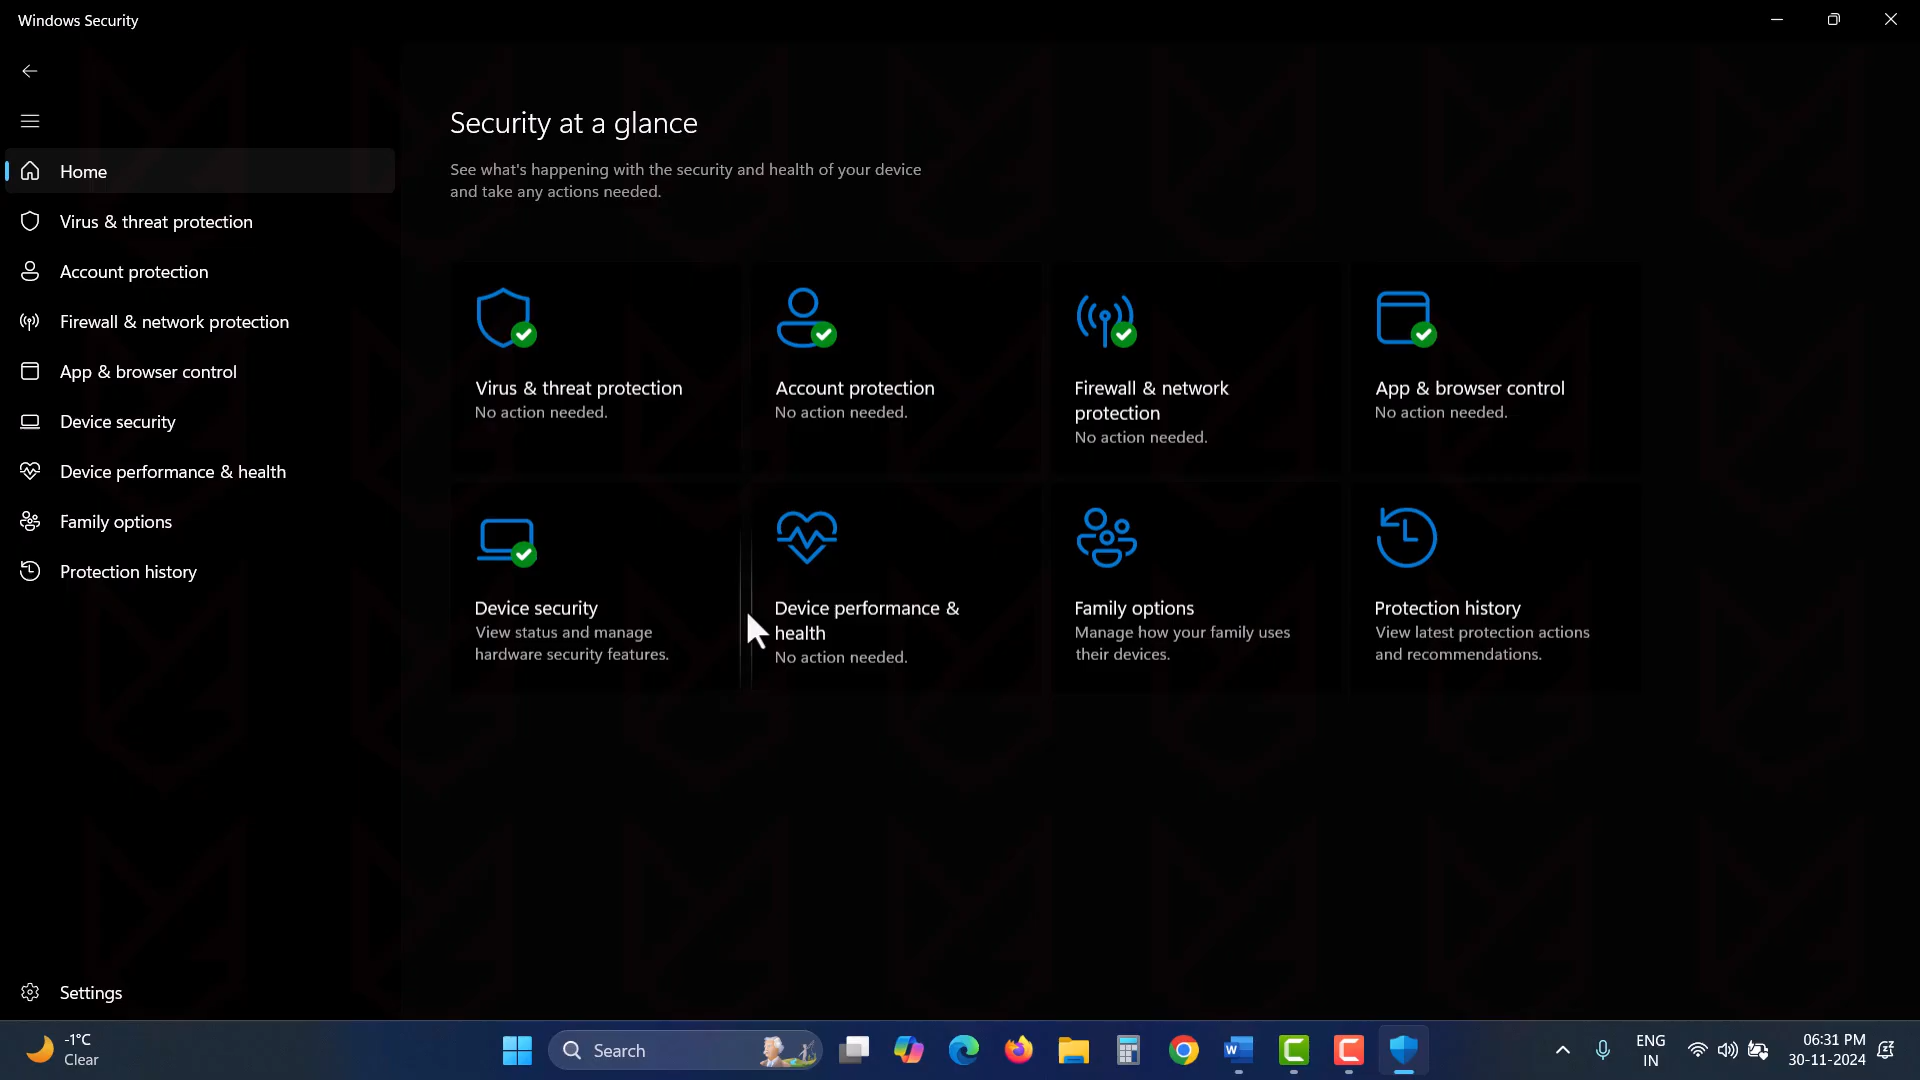 Windows Security
Home
Virus & threat protection
Account protection
Firewall & network protection
App & browser control
Device security
Device performance & health
Family options
Protection history
Settings
Security at a glance
See what's happening with the security and health of your device
and take any actions needed.
Virus & threat protection
No action needed.
Account protection
No action needed.
Firewall & network
protection
No action needed.
App & browser control
No action needed.
Device security
View status and manage
hardware security features.
Device performance &
health
No action needed.
Family options
Manage how your family uses
their devices.
Protection history
View latest protection actions
and recommendations.
-1°C
Clear
Search
ENG
IN
06:31 PM
30-11-2024